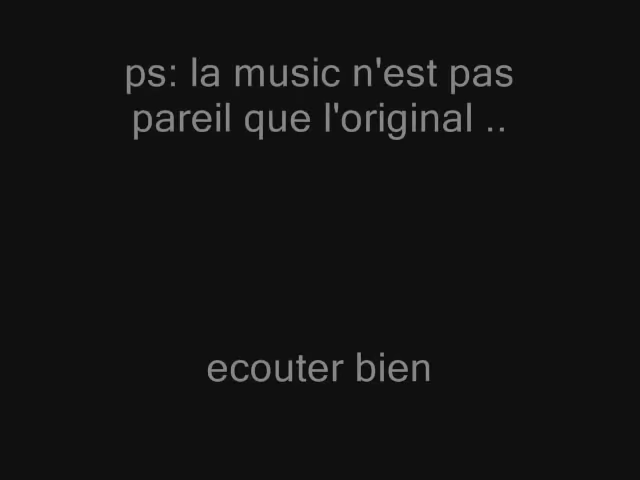 ps: la music n'est pas
pareil que l'original ..
ecouter bien